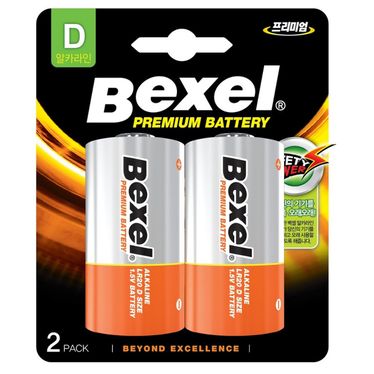 D
알카라인
프리미엄
Bexel®
PREMIUM BATTERY
Bexel®
PREMIUM BATTERY
ALKALINE
LR20 D SIZE
1.5V BATTERY
Bexel®
PREMIUM BATTERY
ALKALINE
LR20 D SIZE
1.5V BATTERY
2 PACK
BEYOND EXCELLENCE